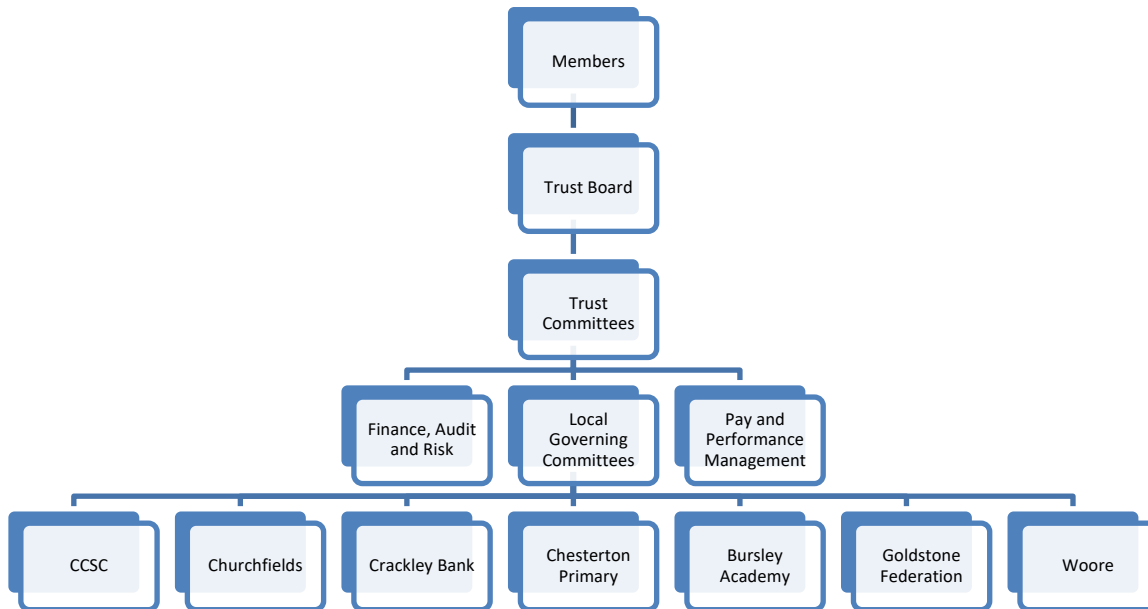 Members
Trust Board
Trust
Committees
Finance, Audit
and Risk
Local
Governing
Committees
Pay and
Performance
Management
CCSC
Churchfields
Crackley Bank
Chesterton
Primary
Bursley
Academy
Goldstone
Federation
Woore